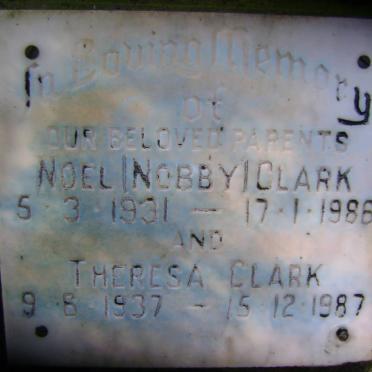 In Loving Memory
of
OUR BELOVED PARENTS
NOEL (NOBBY) CLARK
5·3·1931 — 17·1·1986
AND
THERESA CLARK
9·6·1937 — 15·12·1987